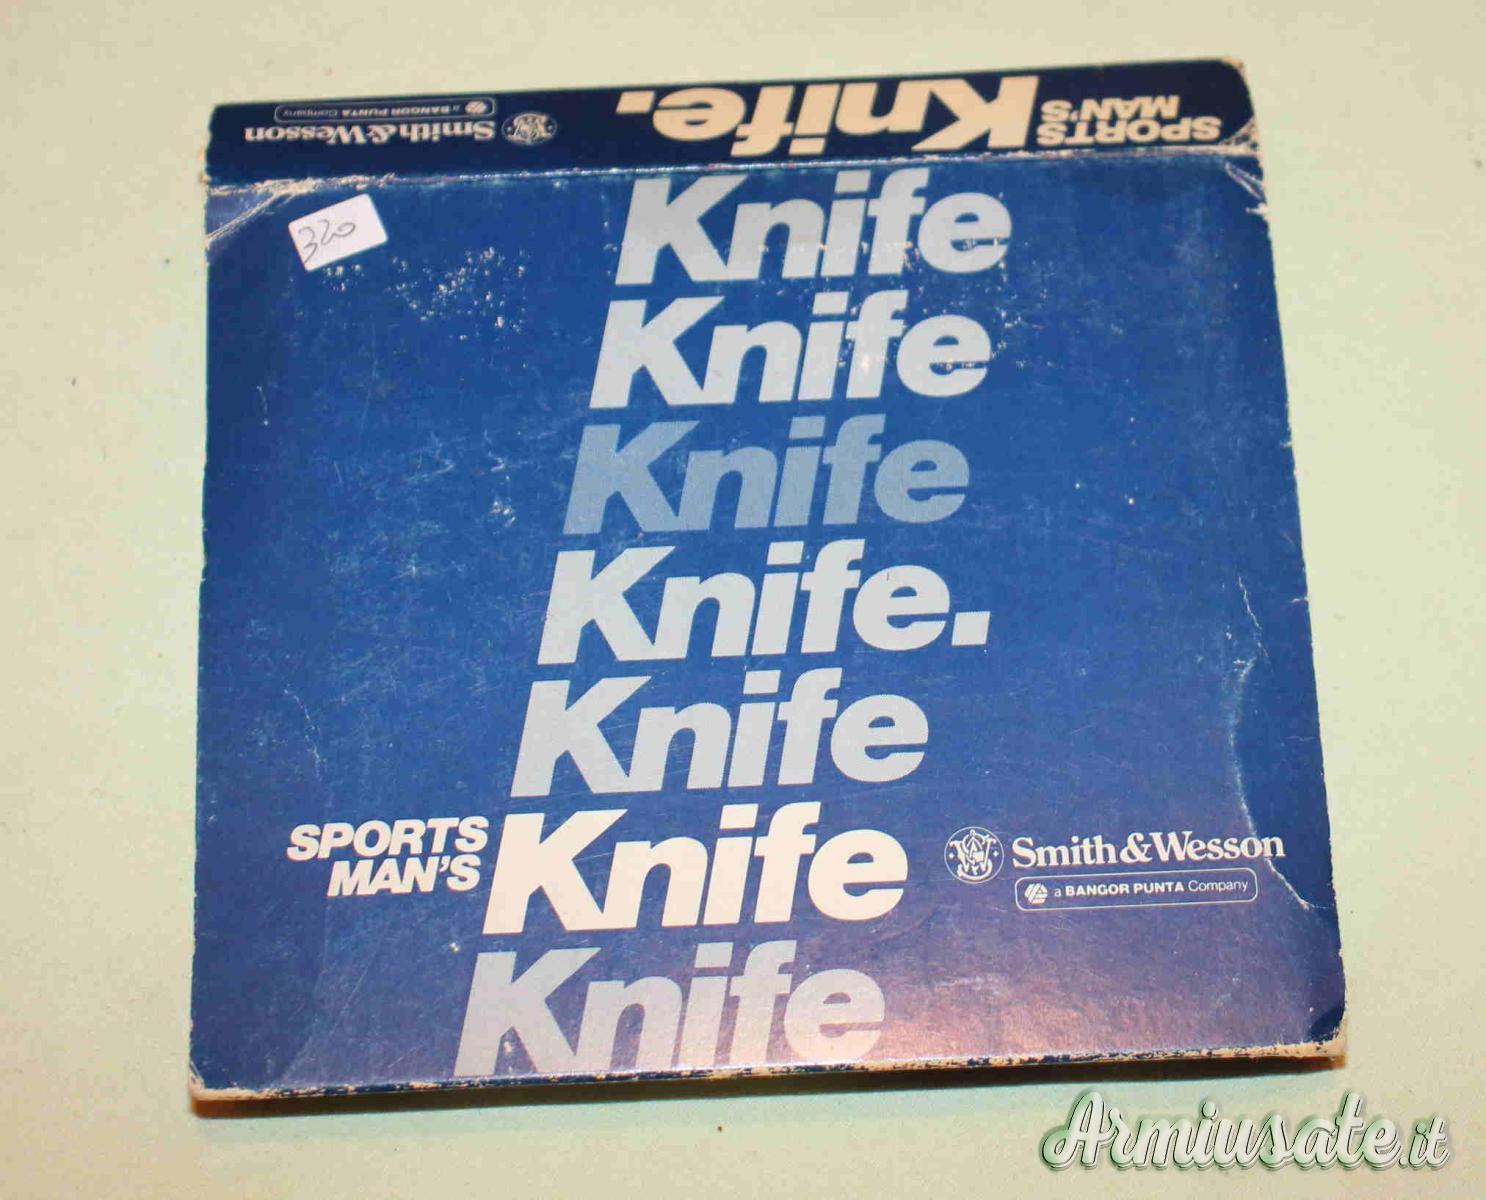 SPORTS
MAN'S
Knife.
Smith & Wesson
a BANGOR PUNTA Company
320
Knife
Knife
Knife
Knife.
Knife
SPORTS
MAN'S
Knife
Smith & Wesson
a BANGOR PUNTA Company
Knife
Armiusate.it